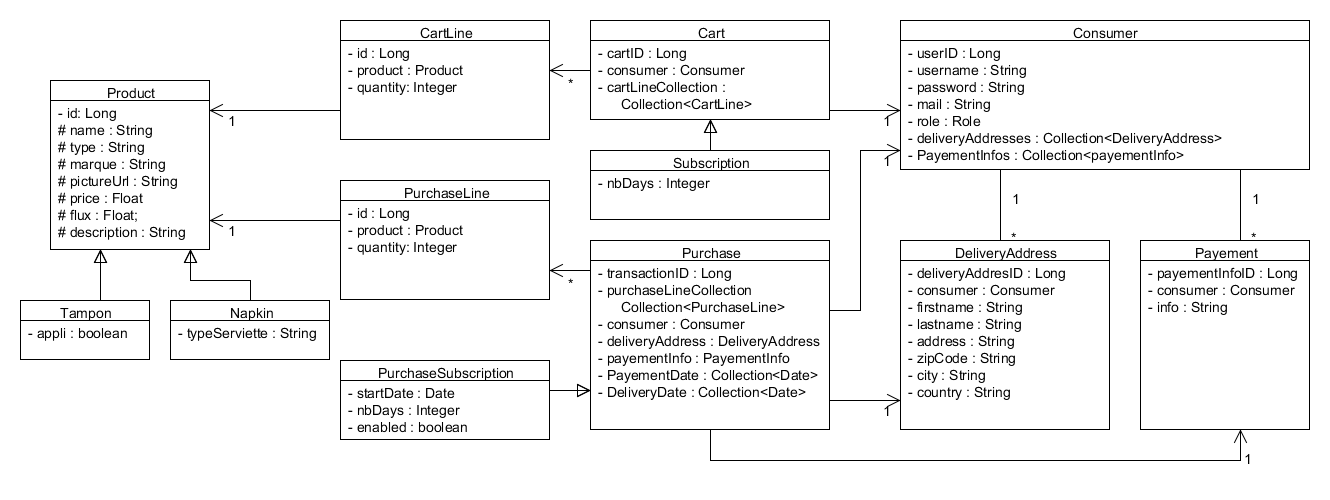 CartLine
- id : Long
- product : Product
- quantity: Integer
Cart
- cartID : Long
- consumer : Consumer
- cartLineCollection :
Collection<CartLine>
Consumer
- userID : Long
- username : String
- password : String
- mail : String
- role : Role
- deliveryAddresses : Collection<DeliveryAddress>
- PayementInfos : Collection<payementInfo>
Product
- id: Long
# name : String
# type : String
# marque : String
# pictureUrl : String
# price : Float
# flux : Float;
# description : String
1
*
1
1
Subscription
- nbDays : Integer
PurchaseLine
- id : Long
- product : Product
- quantity: Integer
1
*
1
1
*
1
*
Purchase
- transactionID : Long
- purchaseLineCollection
Collection<PurchaseLine>
- consumer : Consumer
- deliveryAddress : DeliveryAddress
- payementInfo : PayementInfo
- PayementDate : Collection<Date>
- DeliveryDate : Collection<Date>
DeliveryAddress
- deliveryAddresID : Long
- consumer : Consumer
- firstname : String
- lastname : String
- address : String
- zipCode : String
- city : String
- country : String
Payement
- payementInfoID : Long
- consumer : Consumer
- info : String
Tampon
- appli : boolean
Napkin
- typeServiette : String
PurchaseSubscription
- startDate : Date
- nbDays : Integer
- enabled : boolean
1
1